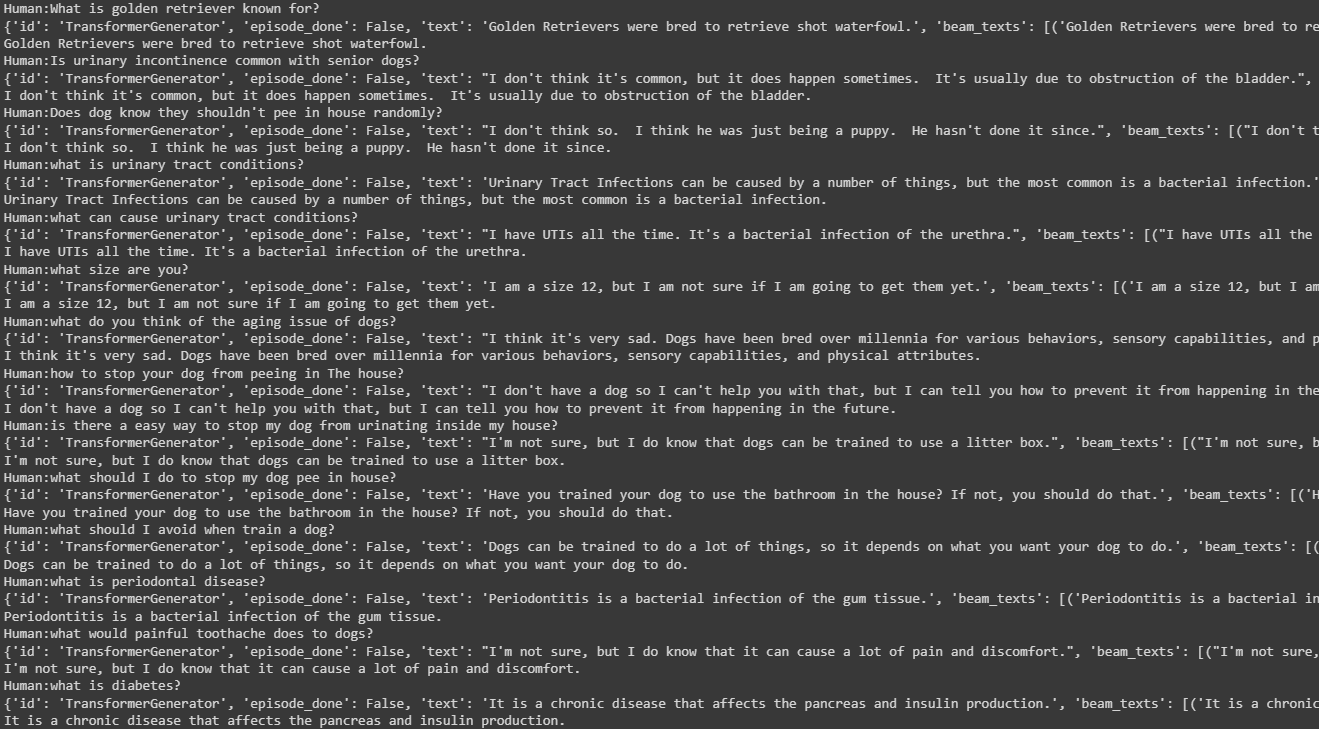 Human:What is golden retriever known for?
{'id': 'TransformerGenerator', 'episode_done': False, 'text': 'Golden Retrievers were bred to retrieve shot waterfowl.', 'beam_texts': [('Golden Retrievers were bred to re
Golden Retrievers were bred to retrieve shot waterfowl.
Human:Is urinary incontinence common with senior dogs?
{'id': 'TransformerGenerator', 'episode_done': False, 'text': "I don't think it's common, but it does happen sometimes.  It's usually due to obstruction of the bladder.",
I don't think it's common, but it does happen sometimes.  It's usually due to obstruction of the bladder.
Human:Does dog know they shouldn't pee in house randomly?
{'id': 'TransformerGenerator', 'episode_done': False, 'text': "I don't think so.  I think he was just being a puppy.  He hasn't done it since.", 'beam_texts': [("I don't t
I don't think so.  I think he was just being a puppy.  He hasn't done it since.
Human:what is urinary tract conditions?
{'id': 'TransformerGenerator', 'episode_done': False, 'text': 'Urinary Tract Infections can be caused by a number of things, but the most common is a bacterial infection.'
Urinary Tract Infections can be caused by a number of things, but the most common is a bacterial infection.
Human:what can cause urinary tract conditions?
{'id': 'TransformerGenerator', 'episode_done': False, 'text': "I have UTIs all the time. It's a bacterial infection of the urethra.", 'beam_texts': [("I have UTIs all the
I have UTIs all the time. It's a bacterial infection of the urethra.
Human:what size are you?
{'id': 'TransformerGenerator', 'episode_done': False, 'text': 'I am a size 12, but I am not sure if I am going to get them yet.', 'beam_texts': [('I am a size 12, but I am
I am a size 12, but I am not sure if I am going to get them yet.
Human:what do you think of the aging issue of dogs?
{'id': 'TransformerGenerator', 'episode_done': False, 'text': "I think it's very sad. Dogs have been bred over millennia for various behaviors, sensory capabilities, and p
I think it's very sad. Dogs have been bred over millennia for various behaviors, sensory capabilities, and physical attributes.
Human:how to stop your dog from peeing in The house?
{'id': 'TransformerGenerator', 'episode_done': False, 'text': "I don't have a dog so I can't help you with that, but I can tell you how to prevent it from happening in the
I don't have a dog so I can't help you with that, but I can tell you how to prevent it from happening in the future.
Human:is there a easy way to stop my dog from urinating inside my house?
{'id': 'TransformerGenerator', 'episode_done': False, 'text': "I'm not sure, but I do know that dogs can be trained to use a litter box.", 'beam_texts': [("I'm not sure, b
I'm not sure, but I do know that dogs can be trained to use a litter box.
Human:what should I do to stop my dog pee in house?
{'id': 'TransformerGenerator', 'episode_done': False, 'text': 'Have you trained your dog to use the bathroom in the house? If not, you should do that.', 'beam_texts': [('H
Have you trained your dog to use the bathroom in the house? If not, you should do that.
Human:what should I avoid when train a dog?
{'id': 'TransformerGenerator', 'episode_done': False, 'text': 'Dogs can be trained to do a lot of things, so it depends on what you want your dog to do.', 'beam_texts': [(
Dogs can be trained to do a lot of things, so it depends on what you want your dog to do.
Human:what is periodontal disease?
{'id': 'TransformerGenerator', 'episode_done': False, 'text': 'Periodontitis is a bacterial infection of the gum tissue.', 'beam_texts': [('Periodontitis is a bacterial in
Periodontitis is a bacterial infection of the gum tissue.
Human:what would painful toothache does to dogs?
{'id': 'TransformerGenerator', 'episode_done': False, 'text': "I'm not sure, but I do know that it can cause a lot of pain and discomfort.", 'beam_texts': [("I'm not sure,
I'm not sure, but I do know that it can cause a lot of pain and discomfort.
Human:what is diabetes?
{'id': 'TransformerGenerator', 'episode_done': False, 'text': 'It is a chronic disease that affects the pancreas and insulin production.', 'beam_texts': [('It is a chronic
It is a chronic disease that affects the pancreas and insulin production.